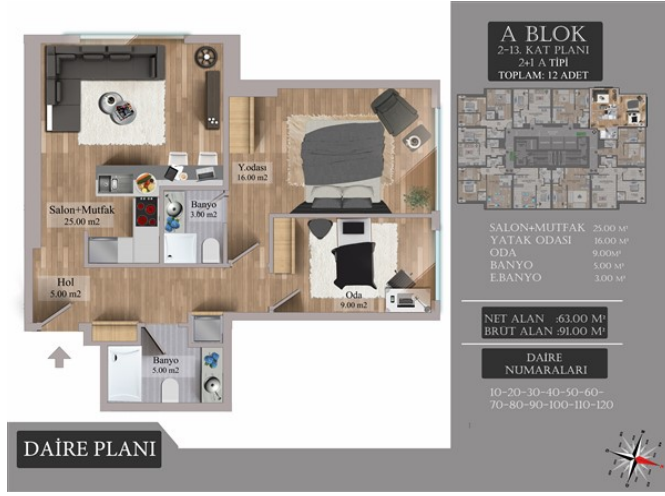 A BLOK
2-13. KAT PLANI
2+1 A TİPİ
TOPLAM: 12 ADET
Y.odası
16.00 m2
Salon+Mutfak
25.00 m2
Banyo
3.00 m2
Hol
5.00 m2
Oda
9.00 m2
Banyo
5.00 m2
SALON+MUTFAK 25.00 M²
YATAK ODASI 16.00 M²
ODA 9.00M²
BANYO 5.00 M²
E.BANYO 3.00 M²
NET ALAN :63.00 M²
BRÜT ALAN :91.00 M²
DAİRE
NUMARALARI
10-20-30-40-50-60-
70-80-90-100-110-120
DAİRE PLANI